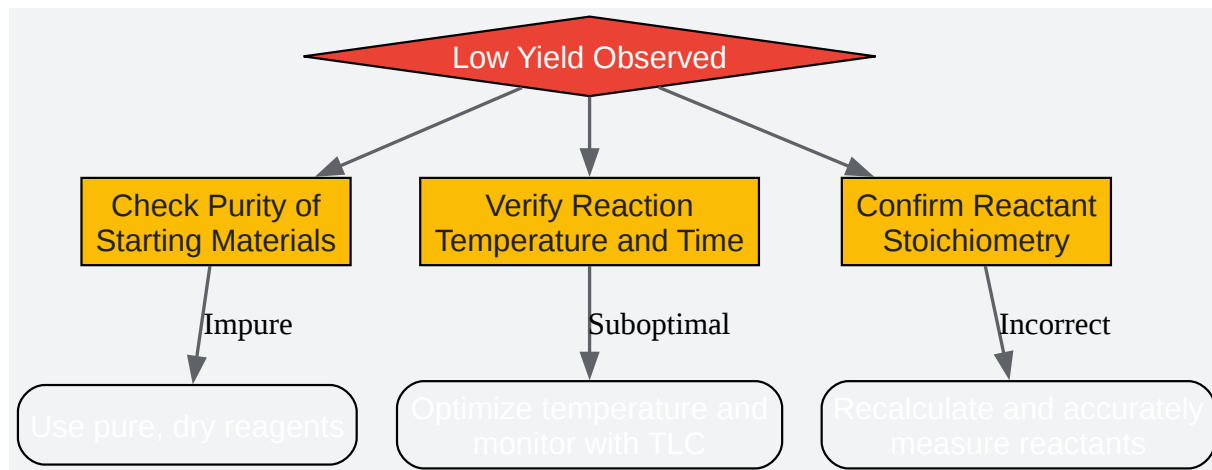 Low Yield Observed
Check Purity of
Starting Materials
Verify Reaction
Temperature and Time
Confirm Reactant
Stoichiometry
Impure
Suboptimal
Incorrect
Use pure, dry reagents
Optimize temperature and
monitor with TLC
Recalculate and accurately
measure reactants